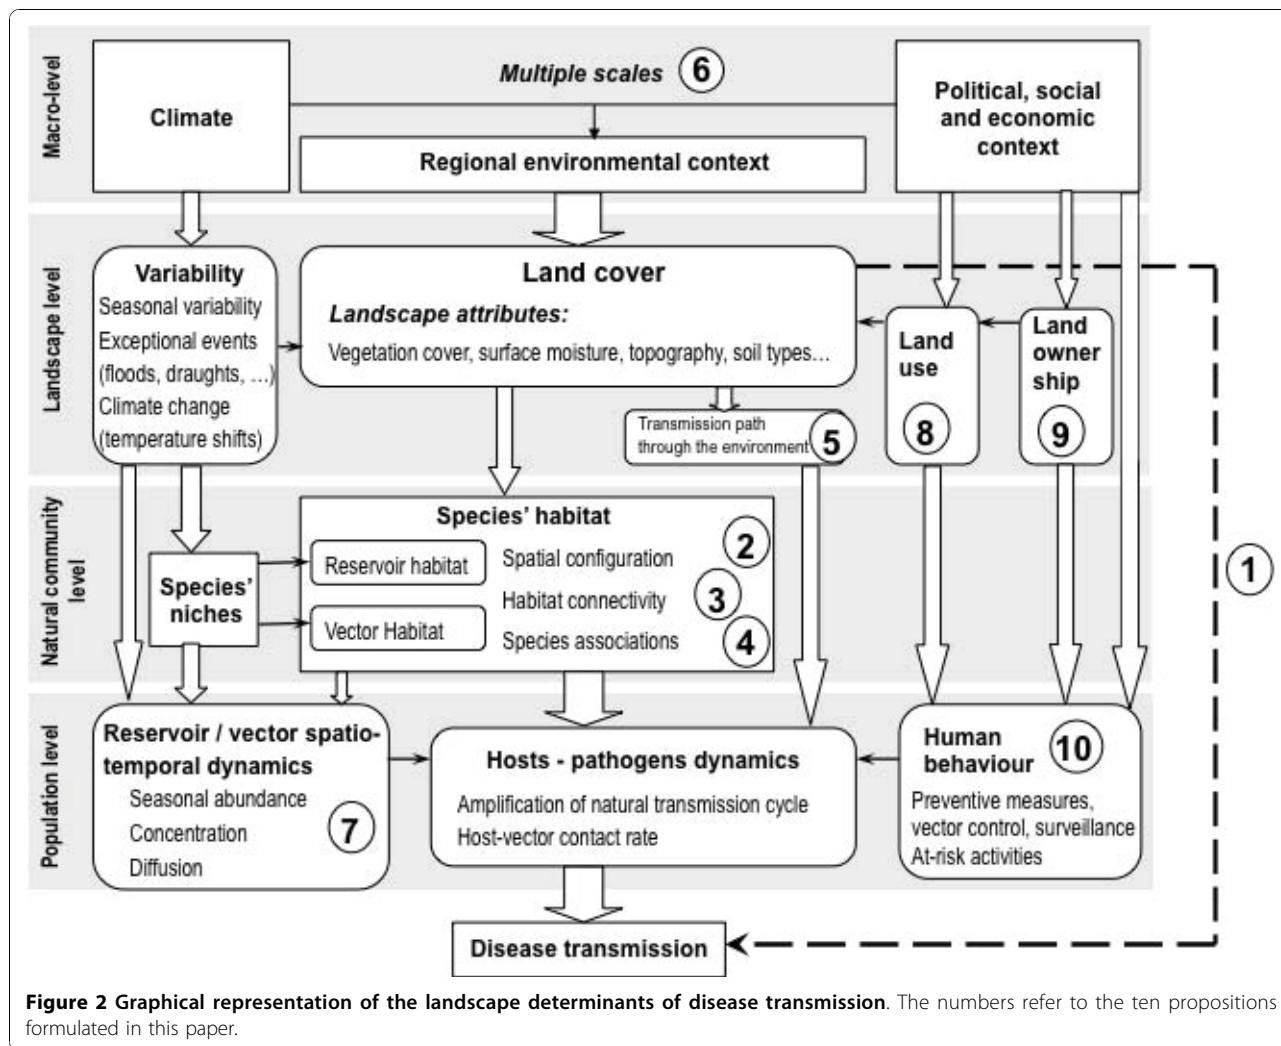 Macro-level
Climate
Multiple scales 6
Regional environmental context
Political, social
and economic
context
Landscape level
Variability
Seasonal variability
Exceptional events
(floods, draughts, ...)
Climate change
(temperature shifts)
Land cover
Landscape attributes:
Vegetation cover, surface moisture, topography, soil types...
Transmission path
through the environment
5
Land
use
8
Land
owner
ship
9
1
Natural community
level
Species'
niches
Species' habitat
Reservoir habitat
Vector Habitat
Spatial configuration
2
Habitat connectivity
3
Species associations
4
Population level
Reservoir / vector spatio-
temporal dynamics
Seasonal abundance
Concentration
Diffusion
7
Hosts - pathogens dynamics
Amplification of natural transmission cycle
Host-vector contact rate
Human
behaviour
10
Preventive measures,
vector control, surveillance
At-risk activities
Disease transmission
Figure 2 Graphical representation of the landscape determinants of disease transmission. The numbers refer to the ten propositions
formulated in this paper.